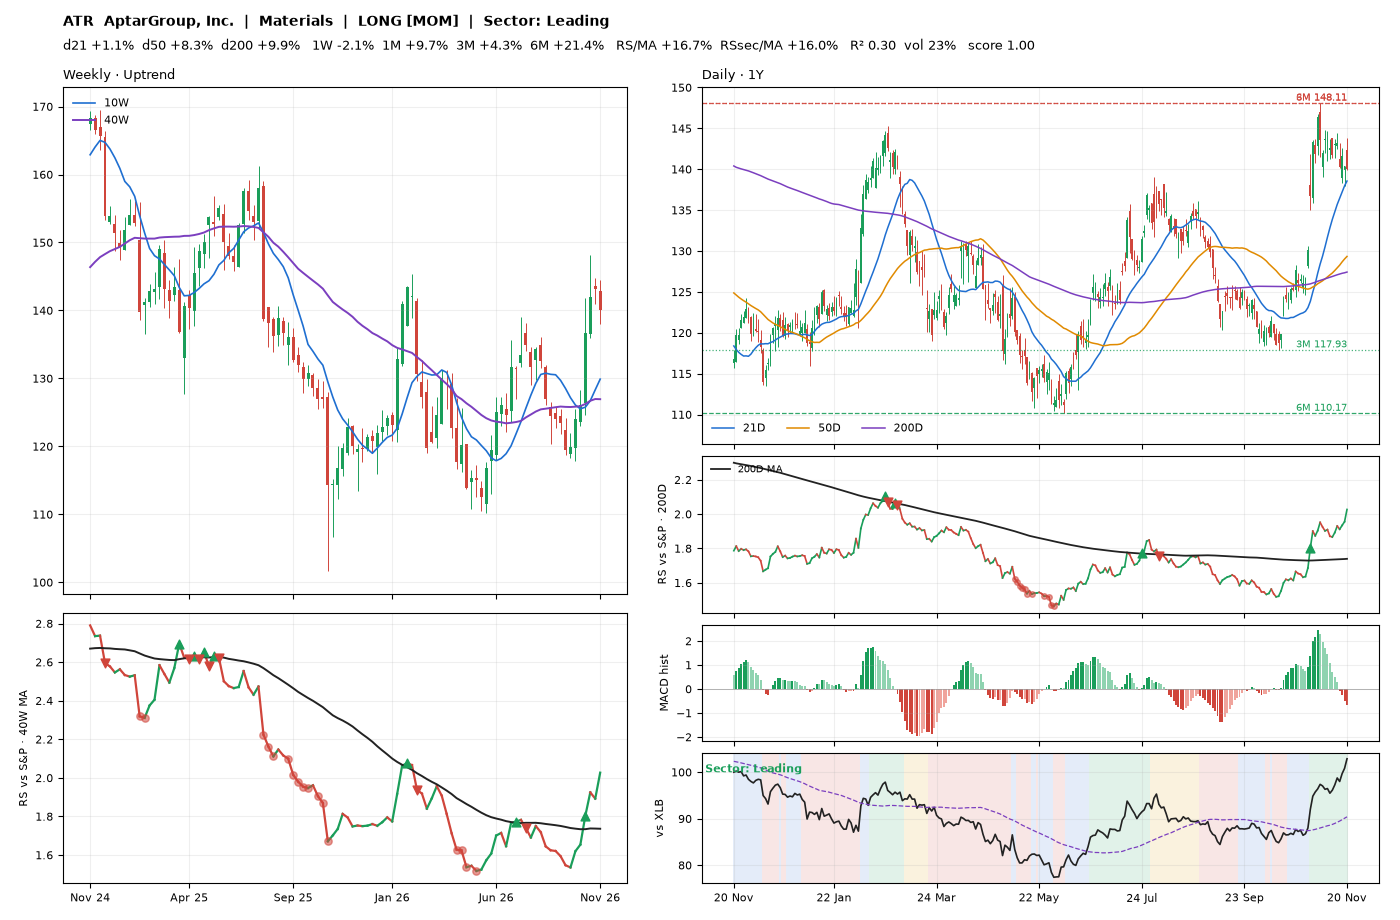 ATR  AptarGroup, Inc.  |  Materials  |  LONG [MOM]  |  Sector: Leading
d21 +1.1%  d50 +8.3%  d200 +9.9%   1W -2.1%  1M +9.7%  3M +4.3%  6M +21.4%   RS/MA +16.7%  RSsec/MA +16.0%   R² 0.30  vol 23%   score 1.00
Weekly · Uptrend
10W
40W
170
160
150
140
130
120
110
100
Daily · 1Y
150
145
140
135
130
125
120
115
110
6M 148.11
3M 117.93
6M 110.17
21D
50D
200D
RS vs S&P · 200D
200D MA
2.2
2.0
1.8
1.6
MACD hist
2
1
0
−1
−2
RS vs S&P · 40W MA
2.8
2.6
2.4
2.2
2.0
1.8
1.6
Nov 24
Apr 25
Sep 25
Jan 26
Jun 26
Nov 26
vs XLB
Sector: Leading
100
90
80
20 Nov
22 Jan
24 Mar
22 May
24 Jul
23 Sep
20 Nov